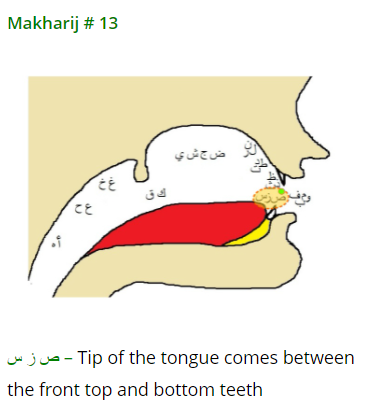 Makharij # 13
ض ج ش ي
ك ق
غ خ
ع ح
ص ز س
ص ز س – Tip of the tongue comes between
the front top and bottom teeth